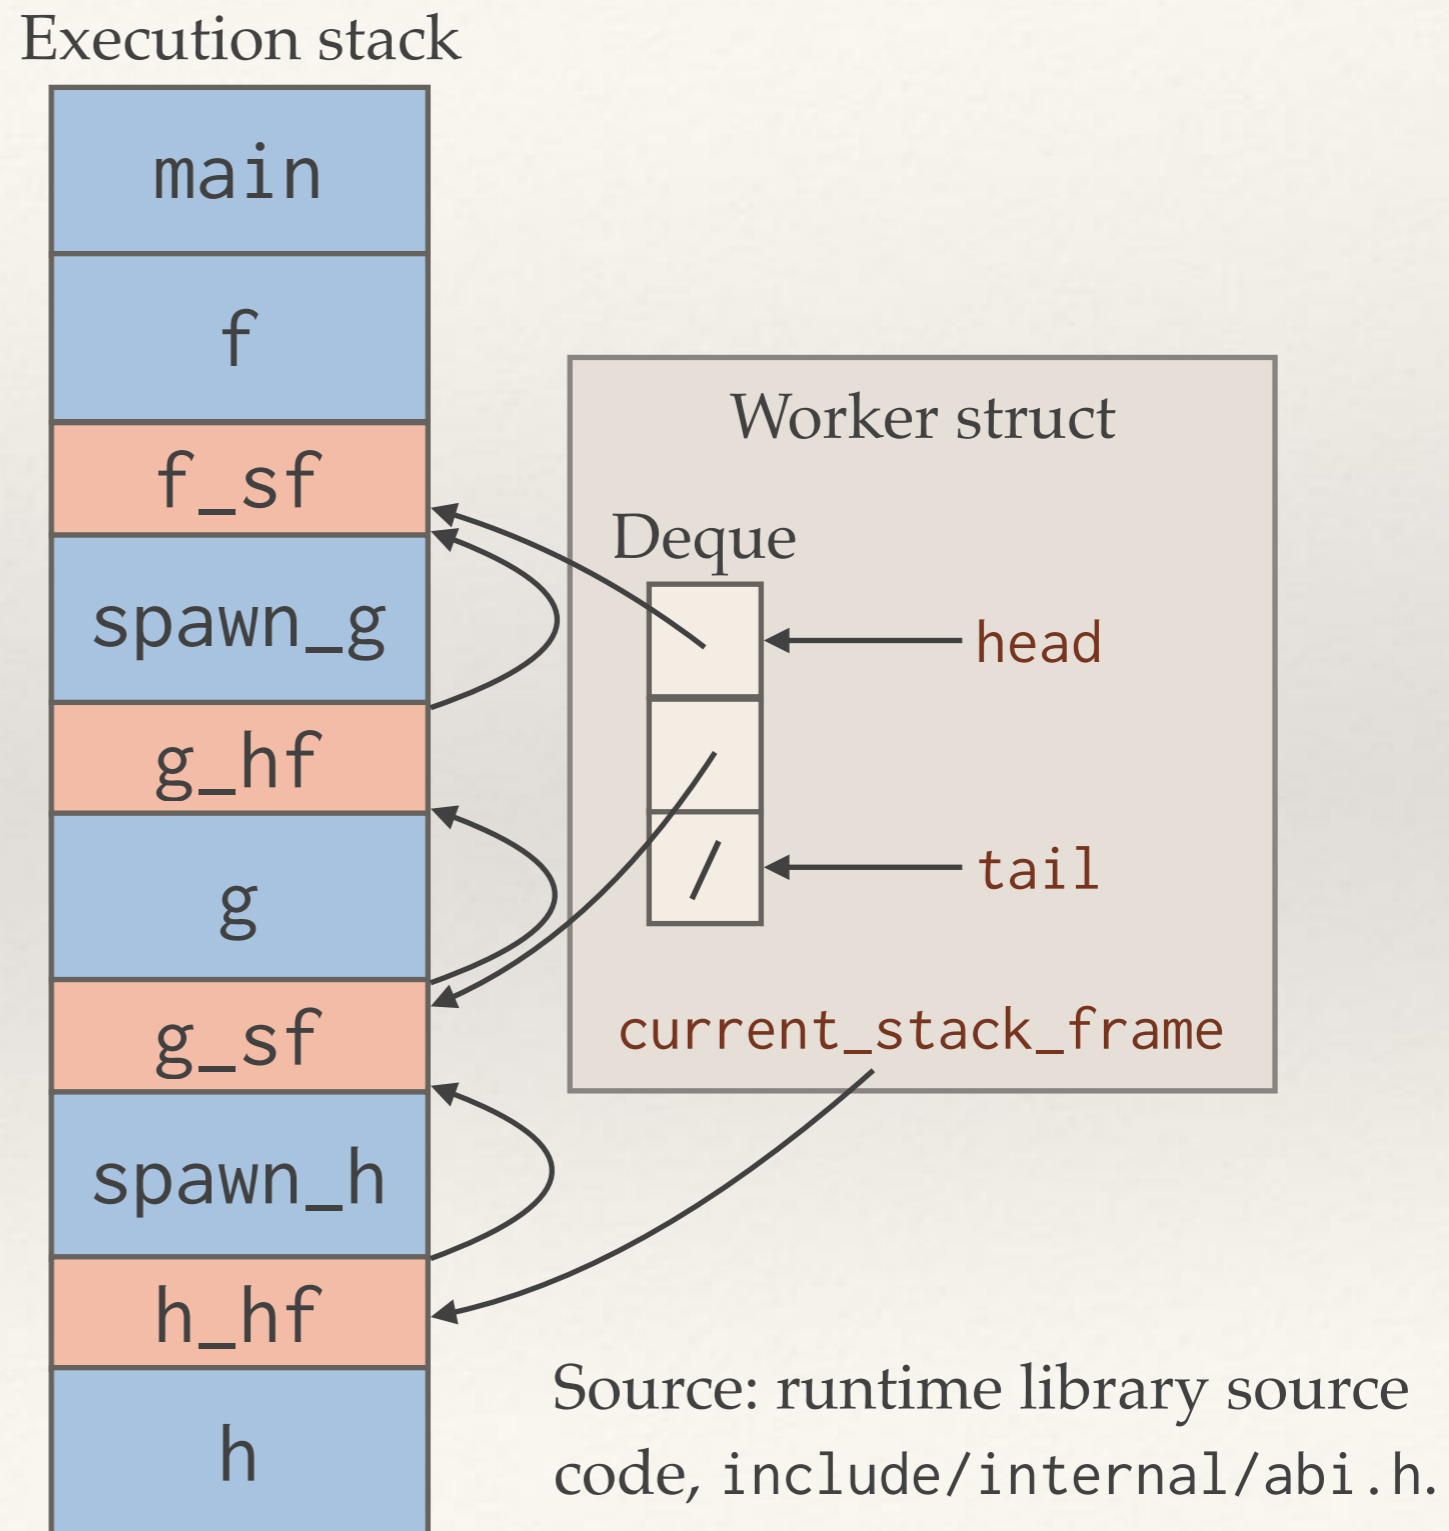 Execution stack
main
f
f_sf
spawn_g
g_hf
g
g_sf
spawn_h
h_hf
h
Worker struct
Deque
head
tail
current_stack_frame
Source: runtime library source
code, include/internal/abi.h.